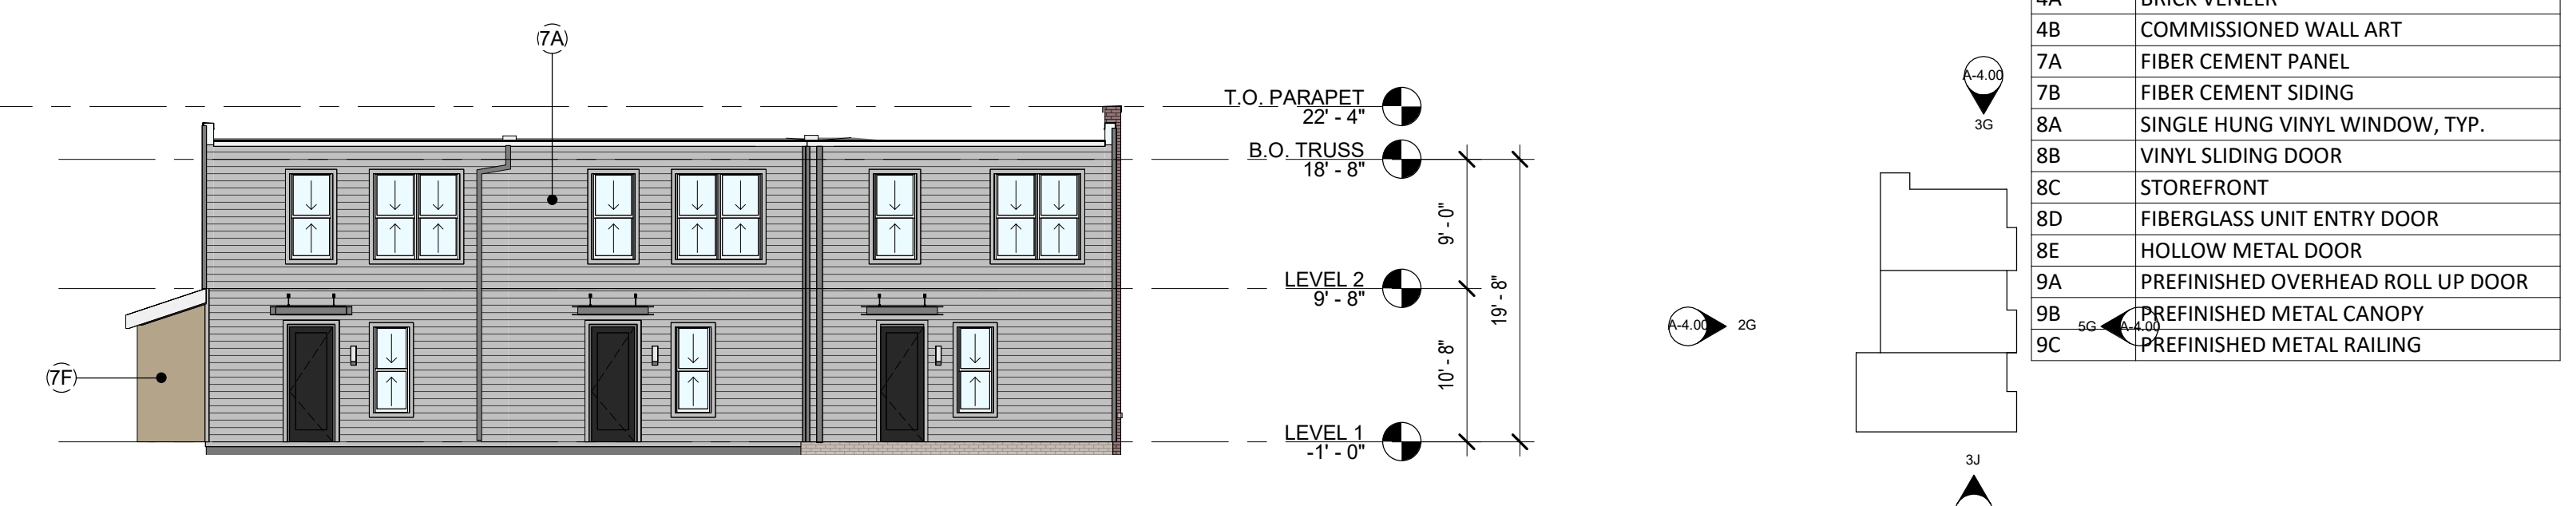 4A BRICK VENEER
4B COMMISSIONED WALL ART
7A FIBER CEMENT PANEL
7B FIBER CEMENT SIDING
8A SINGLE HUNG VINYL WINDOW, TYP.
8B VINYL SLIDING DOOR
8C STOREFRONT
8D FIBERGLASS UNIT ENTRY DOOR
8E HOLLOW METAL DOOR
9A PREFINISHED OVERHEAD ROLL UP DOOR
9B PREFINISHED METAL CANOPY
9C PREFINISHED METAL RAILING
7A
7F
T.O. PARAPET
22' - 4"
B.O. TRUSS
18' - 8"
LEVEL 2
9' - 8"
LEVEL 1
-1' - 0"
9' - 0"
10' - 8"
19' - 8"
A-4.00
3G
A-4.00 2G
5G A-4.00
3J